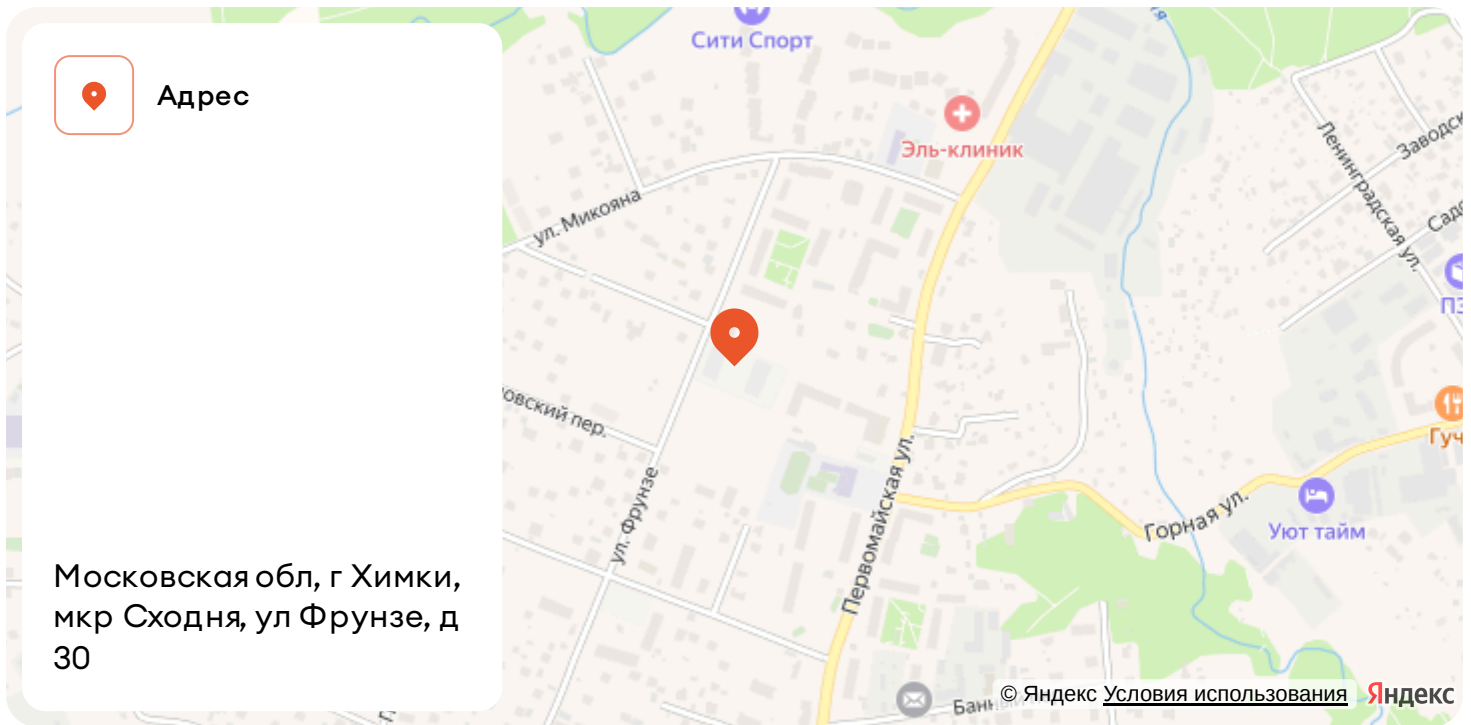 Адрес
Московская обл, г Химки,
мкр Сходня, ул Фрунзе, д
30
Сити Спорт
Эль-клиник
ул. Микояна
Ленинградская ул.
ул. Фрунзе
Первомайская ул.
Горная ул.
Уют тайм
© Яндекс Условия использования
Яндекс